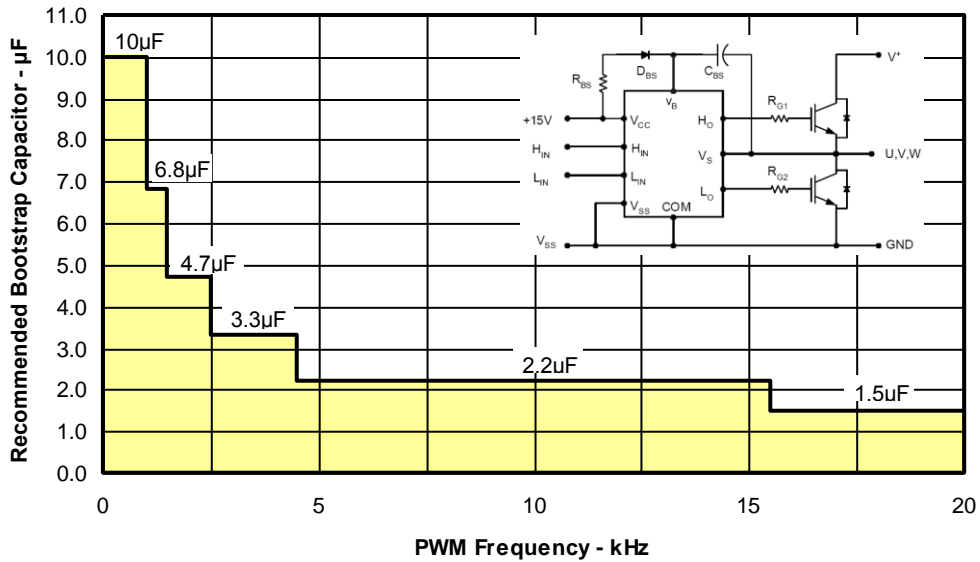 Recommended Bootstrap Capacitor - µF
11.0
10.0
9.0
8.0
7.0
6.0
5.0
4.0
3.0
2.0
1.0
0.0
10µF
6.8µF
4.7µF
3.3µF
2.2µF
1.5µF
RBS
DBS
CBS
vB
+15V
VCC
HO
RG1
V+
HIN
HIN
VS
U,V,W
LIN
LIN
LO
RG2
VSS
COM
VSS
GND
0
5
10
15
20
PWM Frequency - kHz